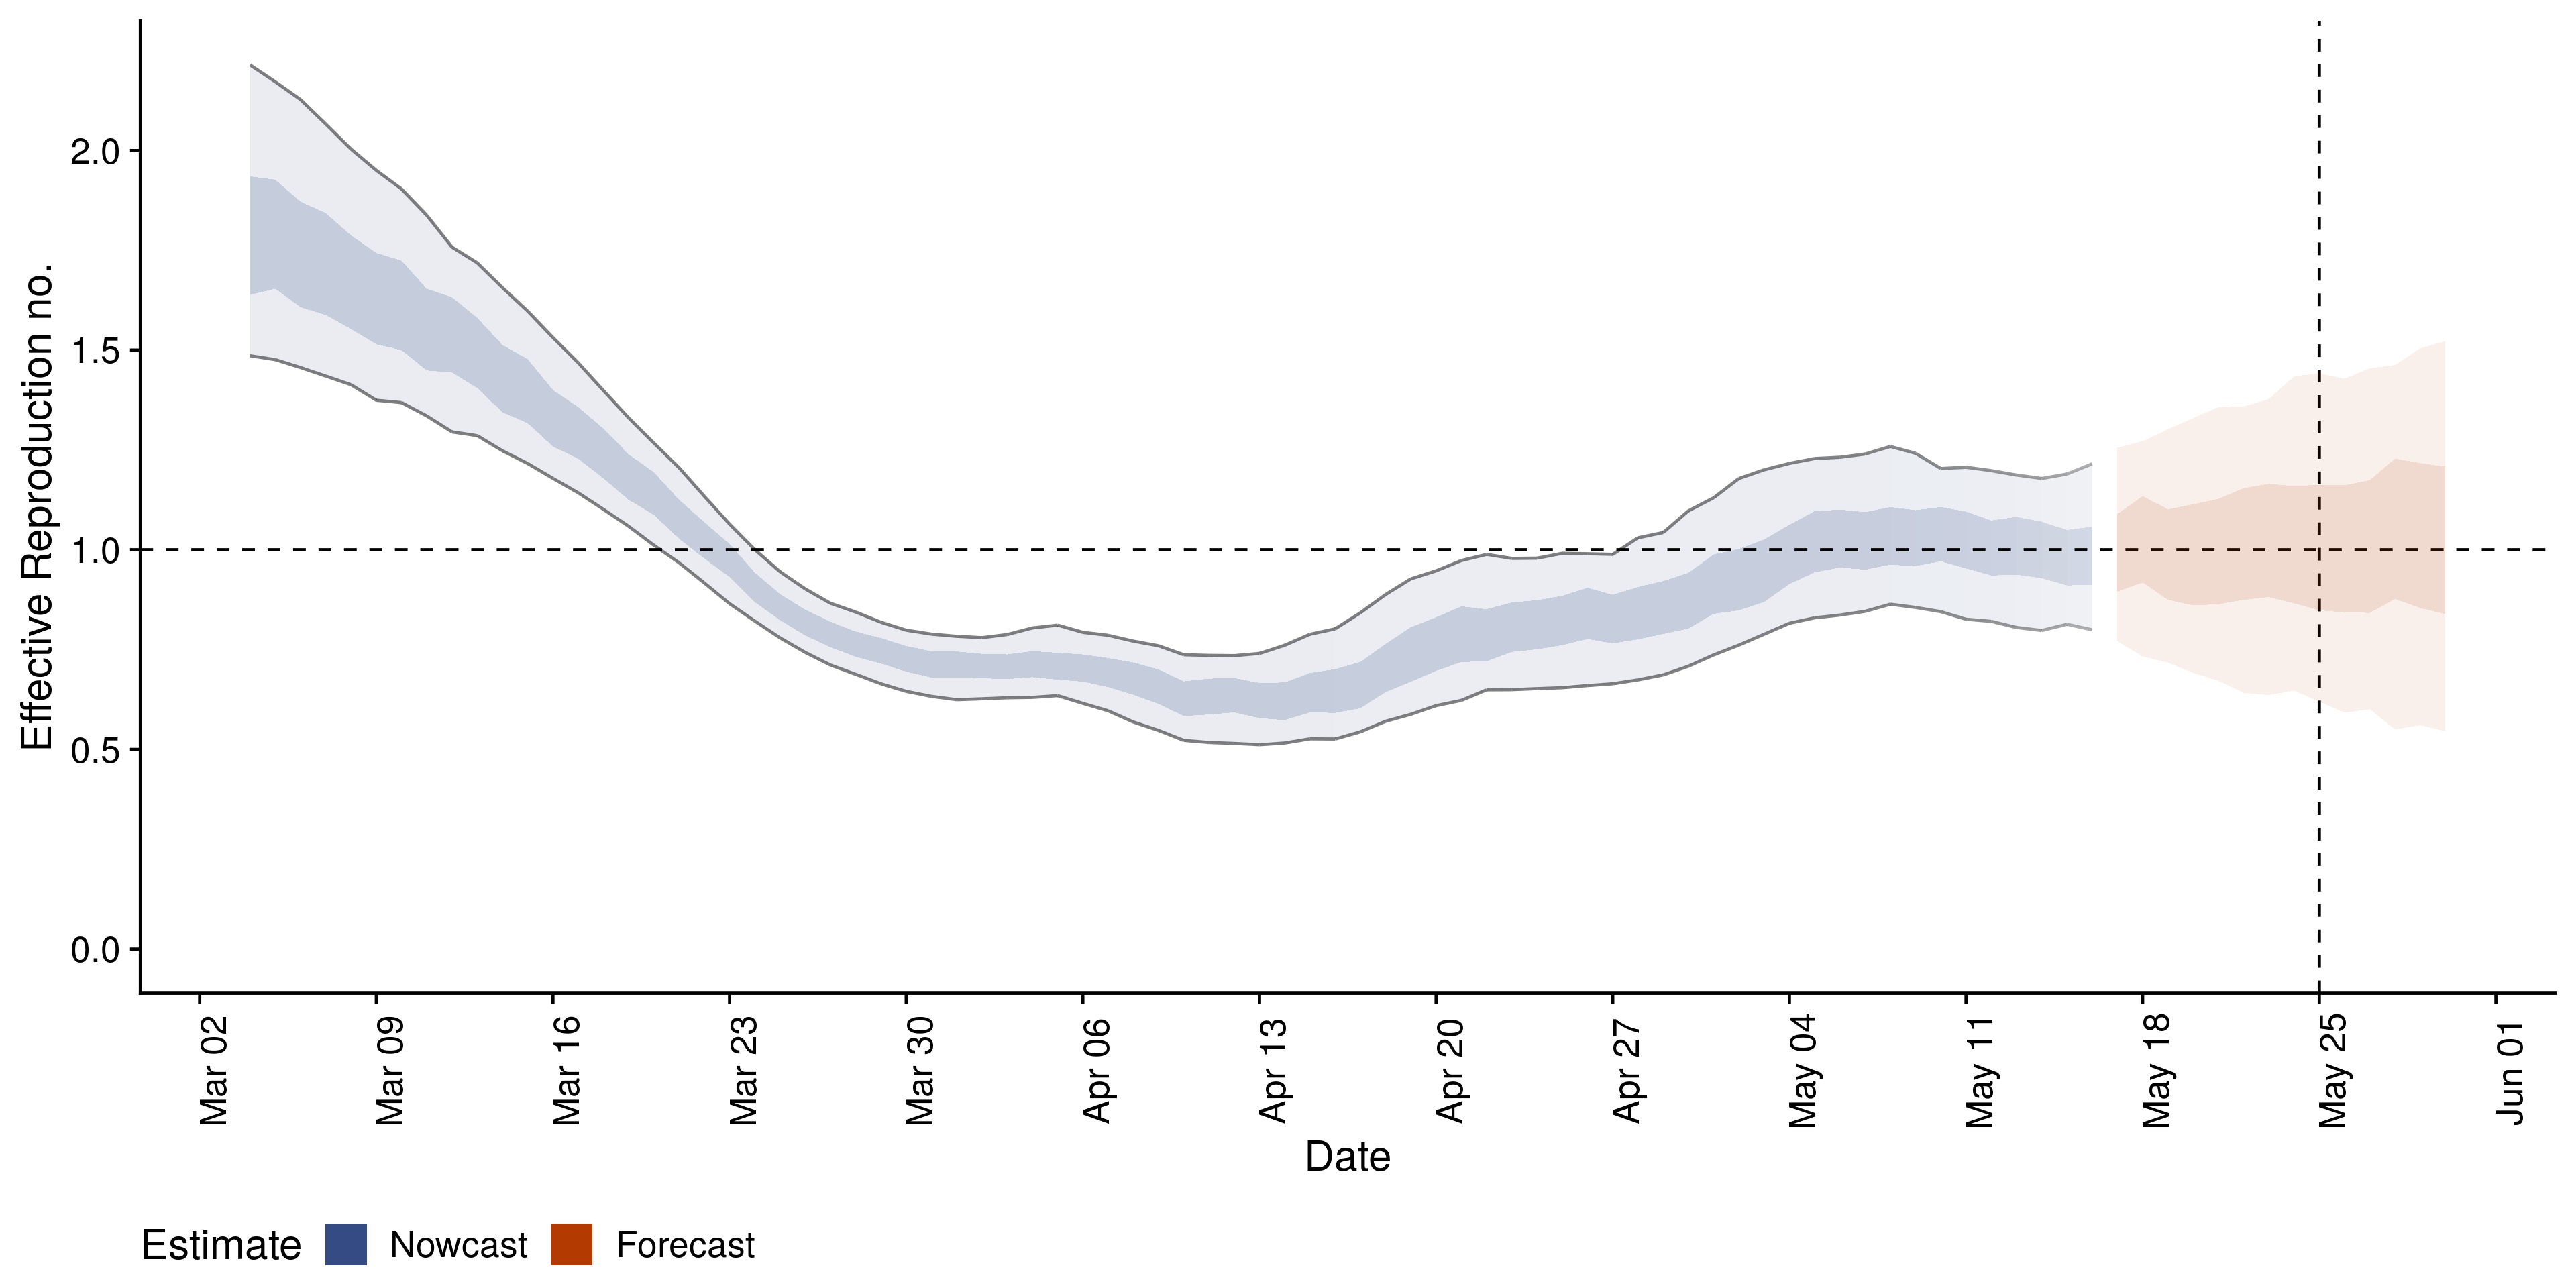 Effective Reproduction no.
2.0
1.5
1.0
0.5
0.0
Mar 02
Mar 09
Mar 16
Mar 23
Mar 30
Apr 06
Apr 13
Apr 20
Apr 27
May 04
May 11
May 18
May 25
Jun 01
Date
Estimate Nowcast Forecast